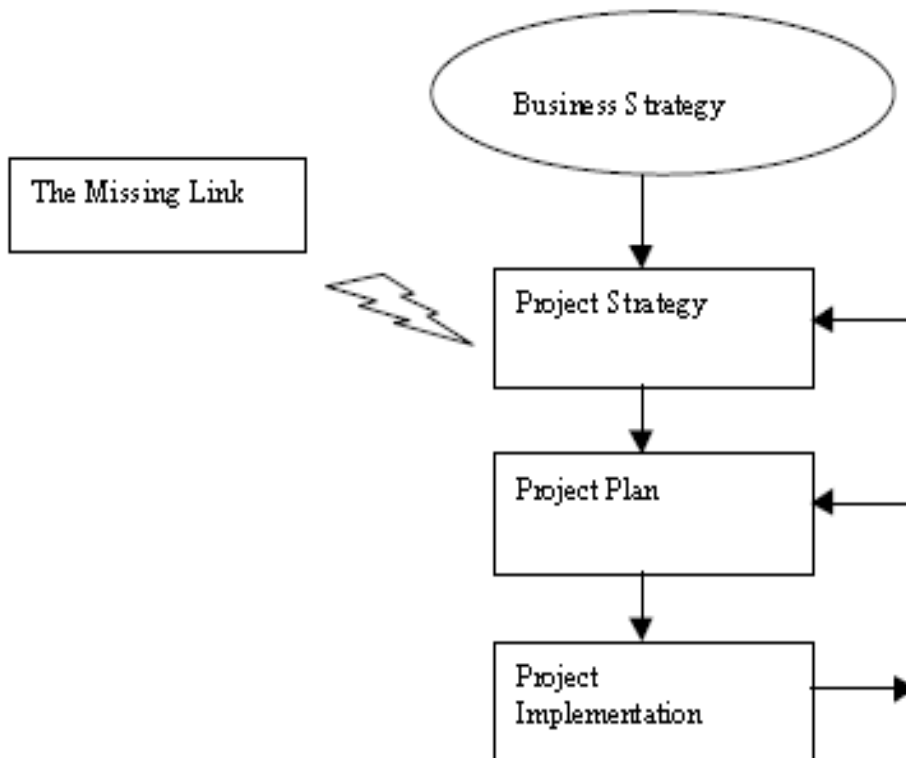 Business Strategy
The Missing Link
Project Strategy
Project Plan
Project
Implementation